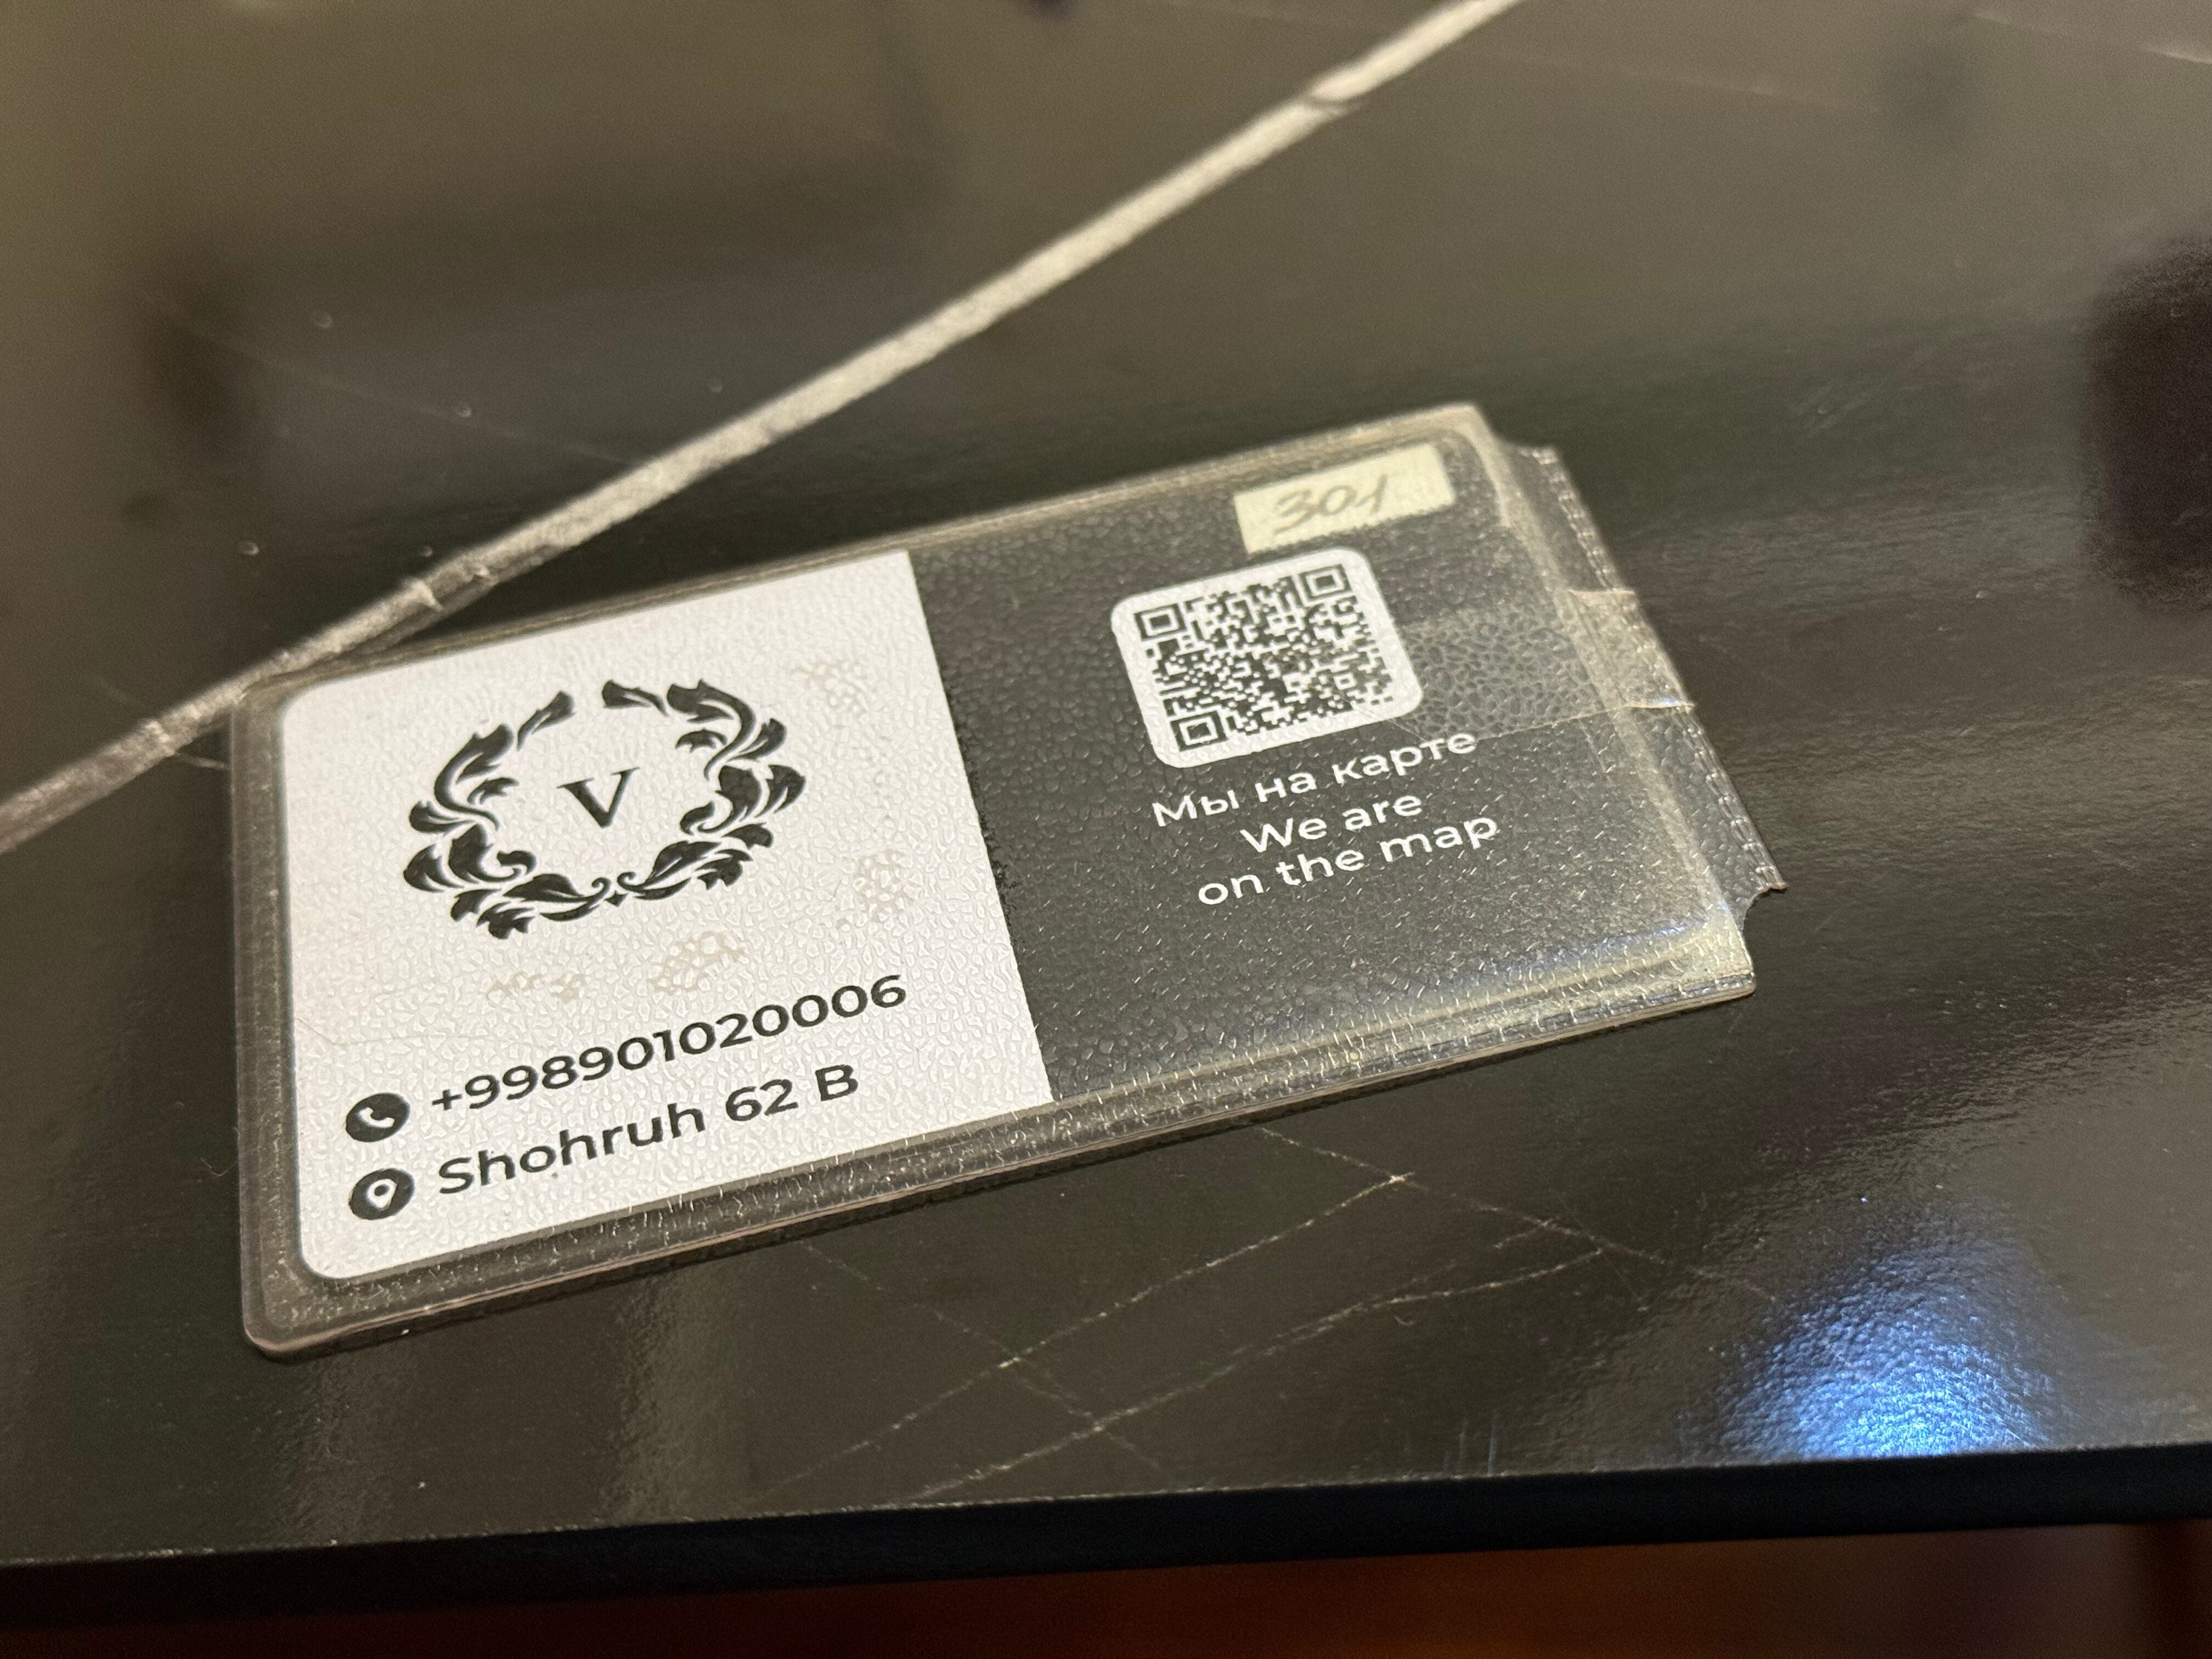 V
+998901020006
Shohruh 62 B
301
Мы на карте
We are
on the map